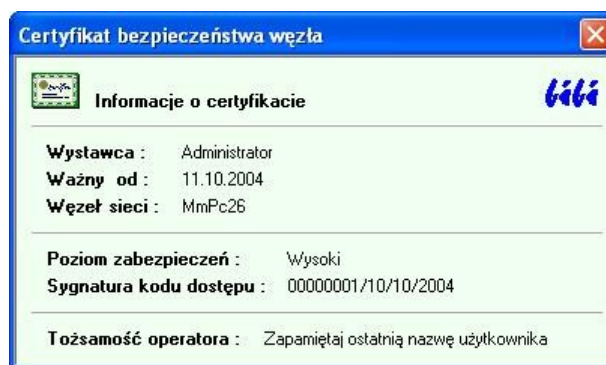 Certyfikat bezpieczeństwa węzła
Informacje o certyfikacie
Wystawca : Administrator
Ważny od : 11.10.2004
Węzeł sieci : MmPc26
Poziom zabezpieczeń : Wysoki
Sygnatura kodu dostępu : 00000001/10/10/2004
Tożsamość operatora : Zapamiętaj ostatnią nazwę użytkownika